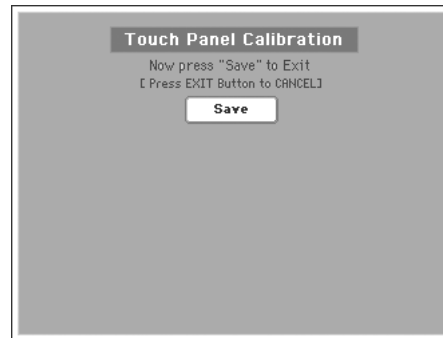 Touch Panel Calibration
Now press "Save" to Exit
[ Press EXIT Button to CANCEL]
Save